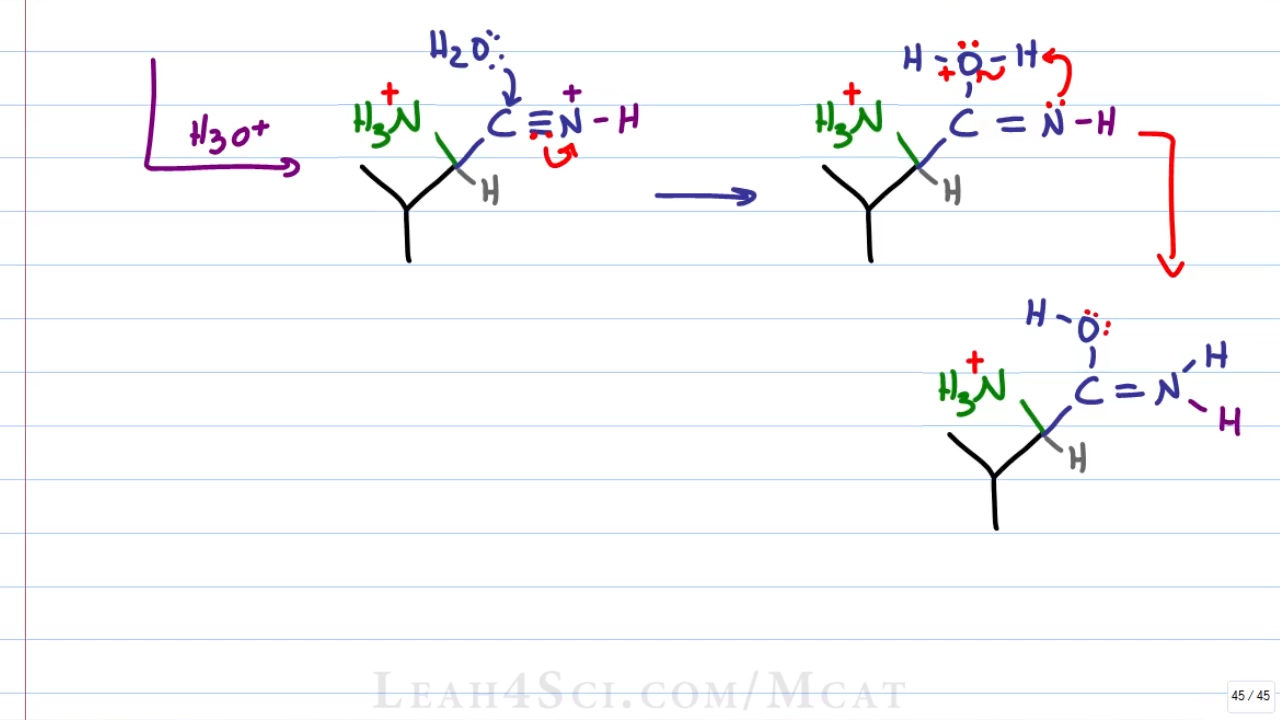 H₂O:
H - O - H
H₃N+ C ≡ N+ - H
H₃O+
H₃N+ C = N - H
H
H
H - O:
H
H₃N+ C = N
H
H
LEAH4SCI.COM/MCAT
45 / 45